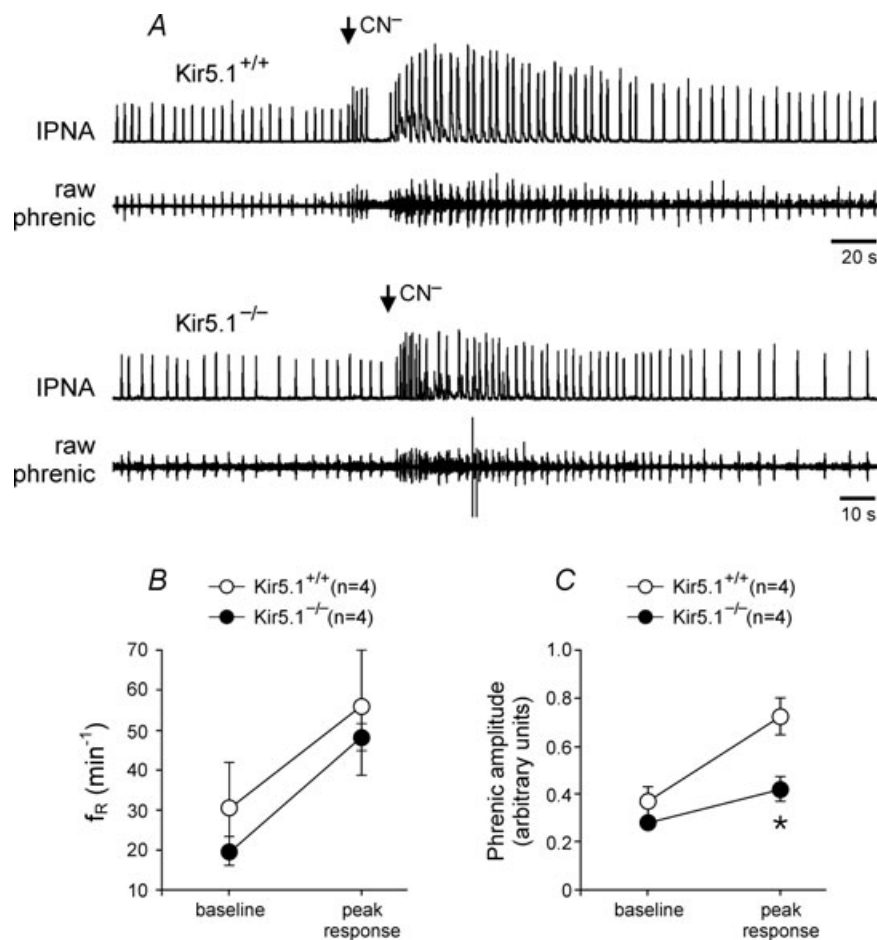 A
CN⁻
Kir5.1⁺/⁺
IPNA
raw
phrenic
20 s
CN⁻
Kir5.1⁻/⁻
IPNA
raw
phrenic
10 s
B
Kir5.1⁺/⁺ (n=4)
Kir5.1⁻/⁻ (n=4)
70
60
50
40
30
20
10
fR (min⁻¹)
baseline
peak
response
C
Kir5.1⁺/⁺ (n=4)
Kir5.1⁻/⁻ (n=4)
1.0
0.8
0.6
0.4
0.2
0
Phrenic amplitude
(arbitrary units)
*
baseline
peak
response